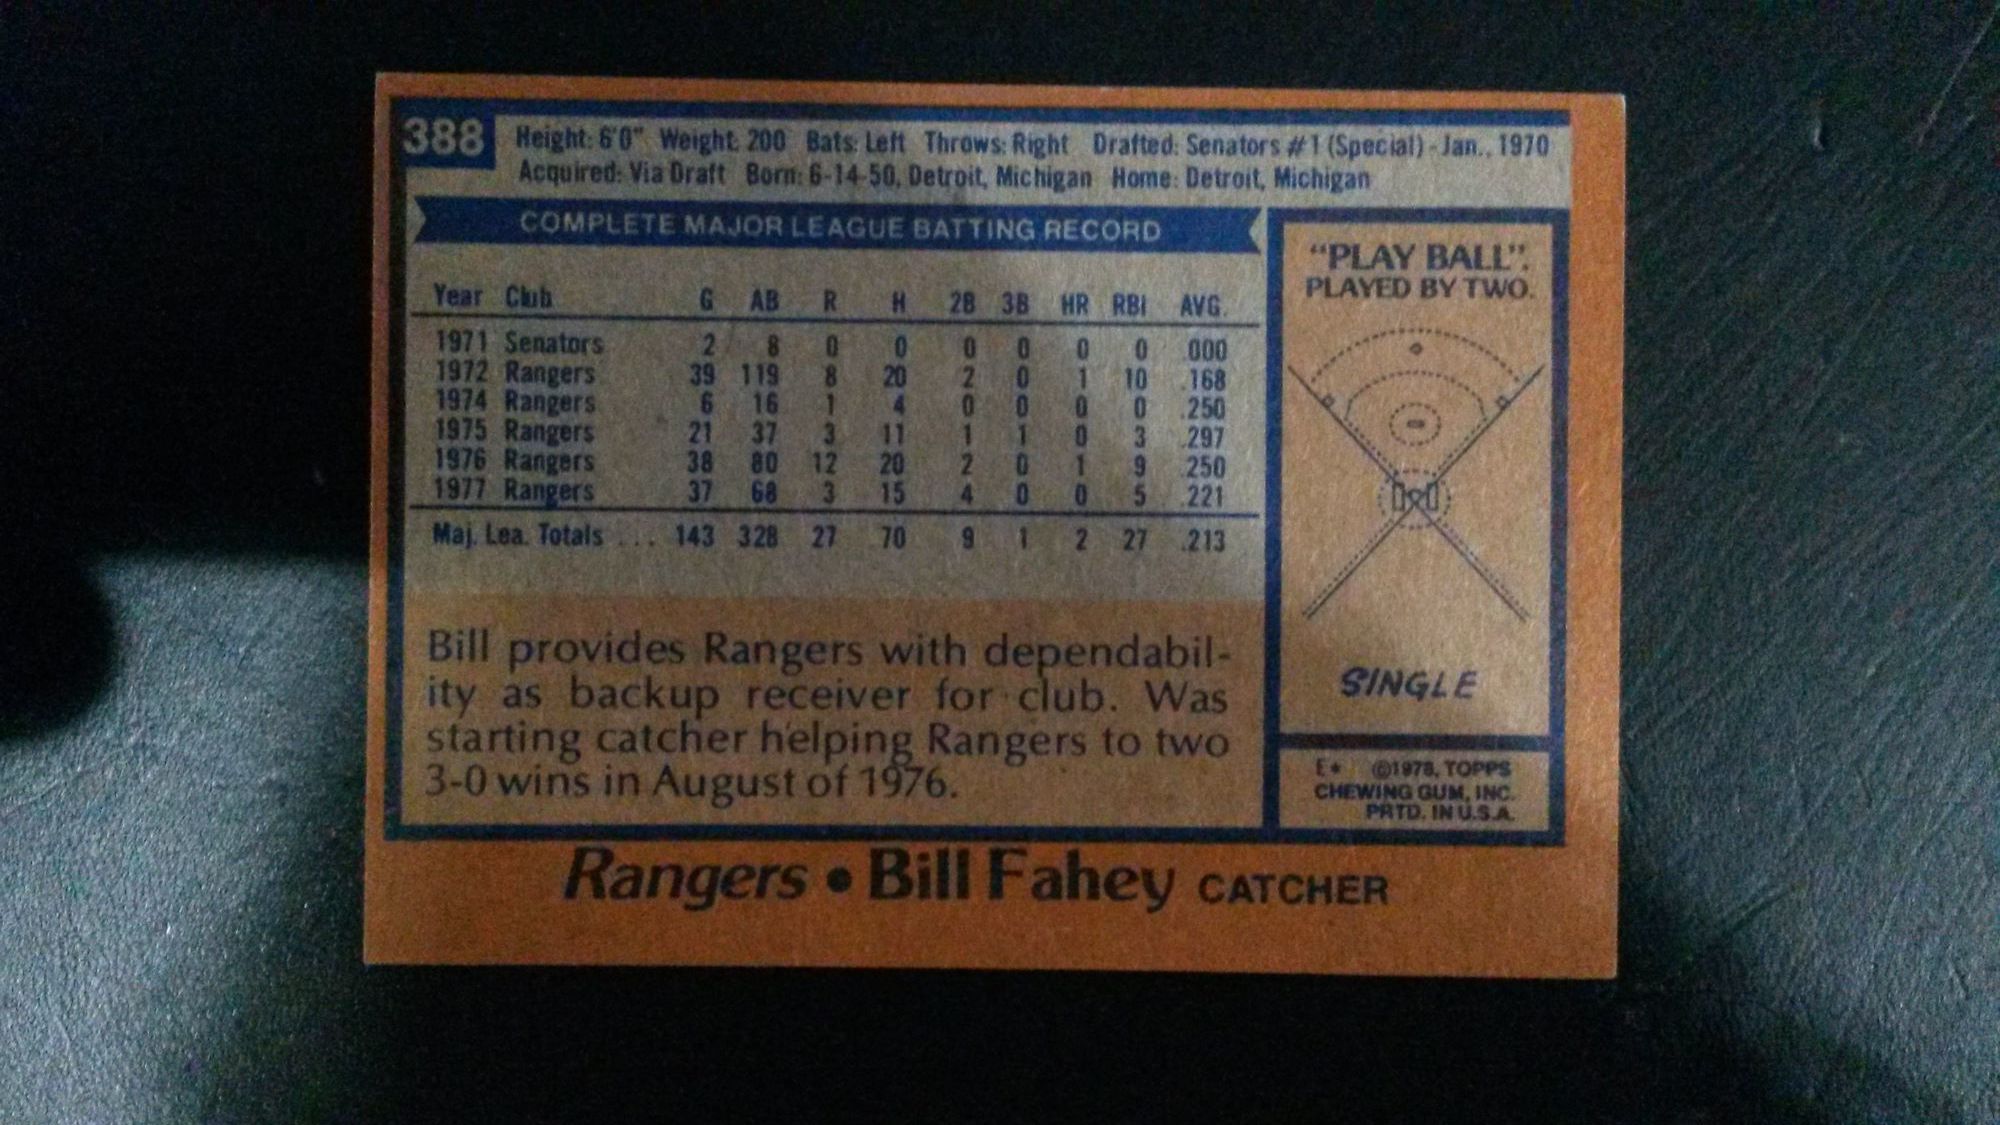 388
Height: 6'0" Weight: 200 Bats: Left Throws: Right Drafted: Senators #1 (Special) - Jan., 1970
Acquired: Via Draft Born: 6-14-50, Detroit, Michigan Home: Detroit, Michigan
COMPLETE MAJOR LEAGUE BATTING RECORD
Year Club G AB R H 2B 3B HR RBI AVG.
1971 Senators 2 8 0 0 0 0 0 0 .000
1972 Rangers 39 119 8 20 2 0 1 10 .168
1974 Rangers 6 16 1 4 0 0 0 0 .250
1975 Rangers 21 37 3 11 1 1 0 3 .297
1976 Rangers 38 80 12 20 2 0 1 9 .250
1977 Rangers 37 68 3 15 4 0 0 5 .221
Maj. Lea. Totals ... 143 328 27 70 9 1 2 27 .213
Bill provides Rangers with dependabil-
ity as backup receiver for club. Was
starting catcher helping Rangers to two
3-0 wins in August of 1976.
"PLAY BALL".
PLAYED BY TWO.
SINGLE
E* ©1978, TOPPS
CHEWING GUM, INC.
PRTD. IN U.S.A.
Rangers • Bill Fahey CATCHER